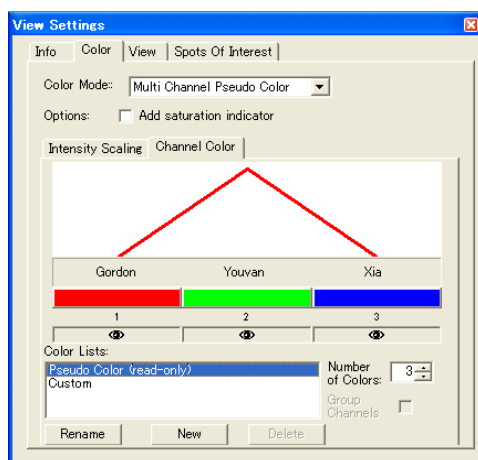 View Settings
Info Color View Spots Of Interest
Color Mode:: Multi Channel Pseudo Color
Options: Add saturation indicator
Intensity Scaling Channel Color
Gordon Youvan Xia
1 2 3
Color Lists:
Pseudo Color (read-only)
Custom
Number
of Colors: 3
Group
Channels
Rename New Delete